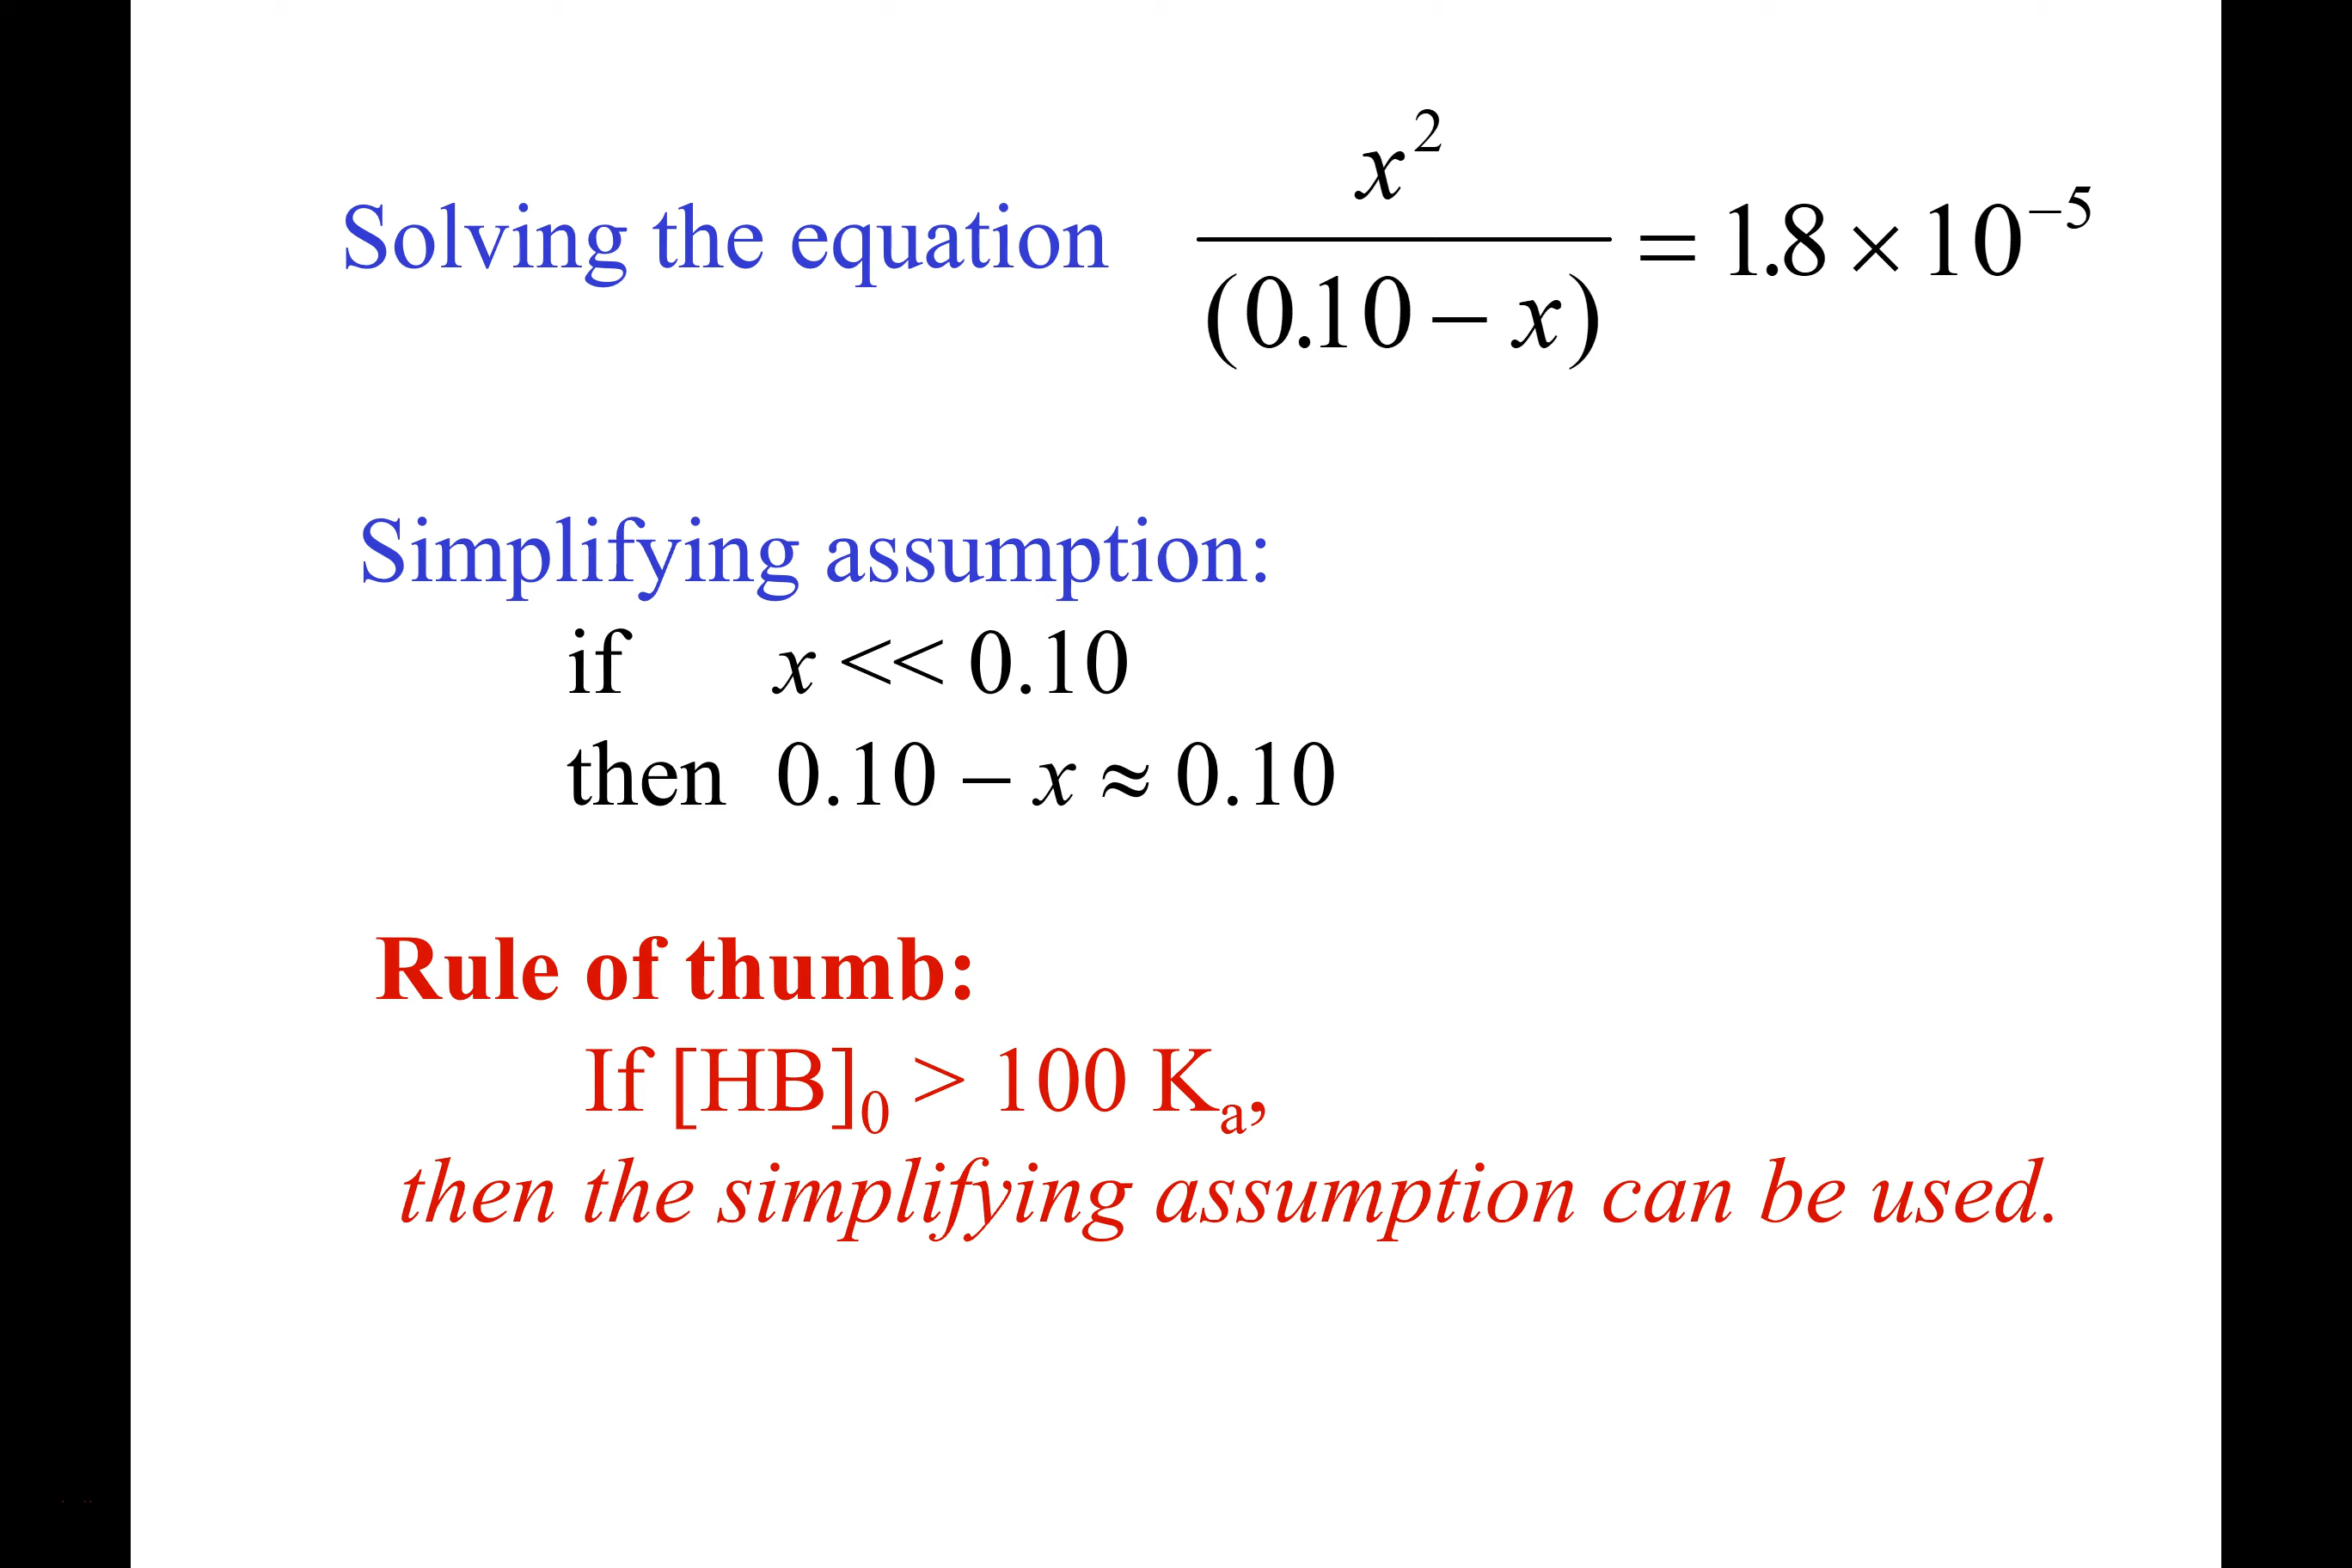 Solving the equation x² / (0.10 − x) = 1.8 × 10⁻⁵
Simplifying assumption:
if x << 0.10
then 0.10 − x ≈ 0.10
Rule of thumb:
If [HB]₀ > 100 Kₐ,
then the simplifying assumption can be used.